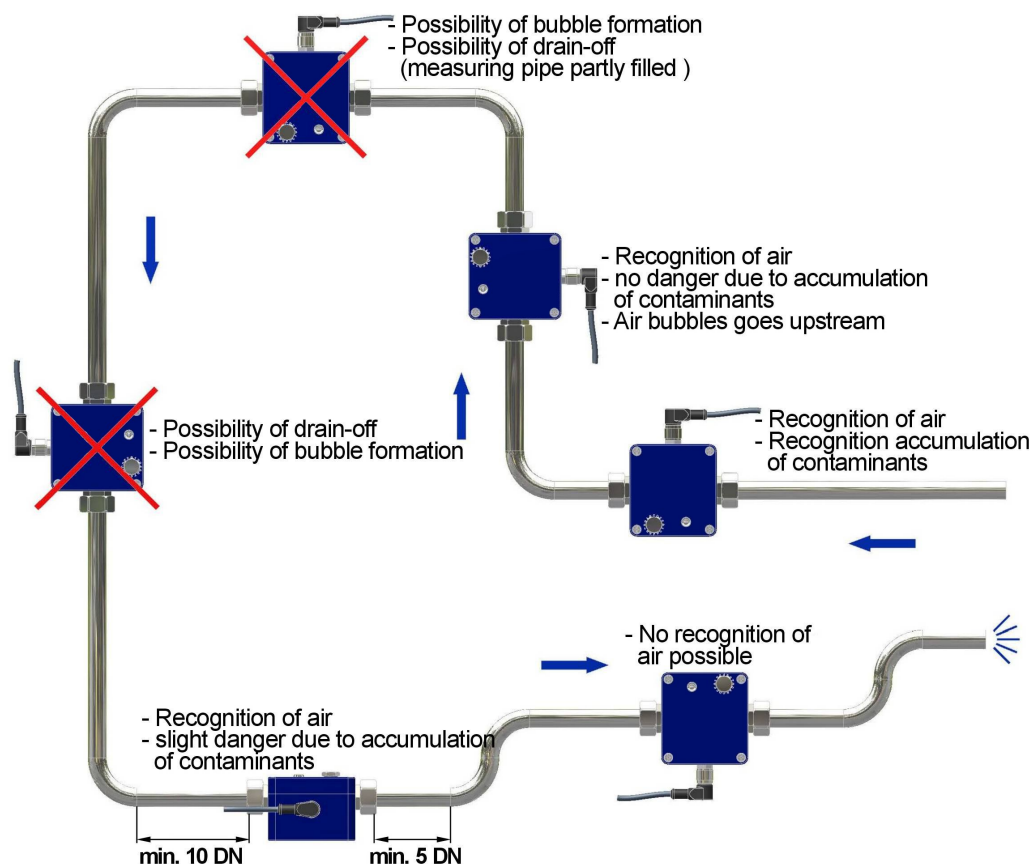 - Possibility of bubble formation
- Possibility of drain-off
(measuring pipe partly filled )
- Recognition of air
- no danger due to accumulation
of contaminants
- Air bubbles goes upstream
- Possibility of drain-off
- Possibility of bubble formation
- Recognition of air
- Recognition accumulation
of contaminants
- No recognition of
air possible
- Recognition of air
- slight danger due to accumulation
of contaminants
min. 10 DN
min. 5 DN